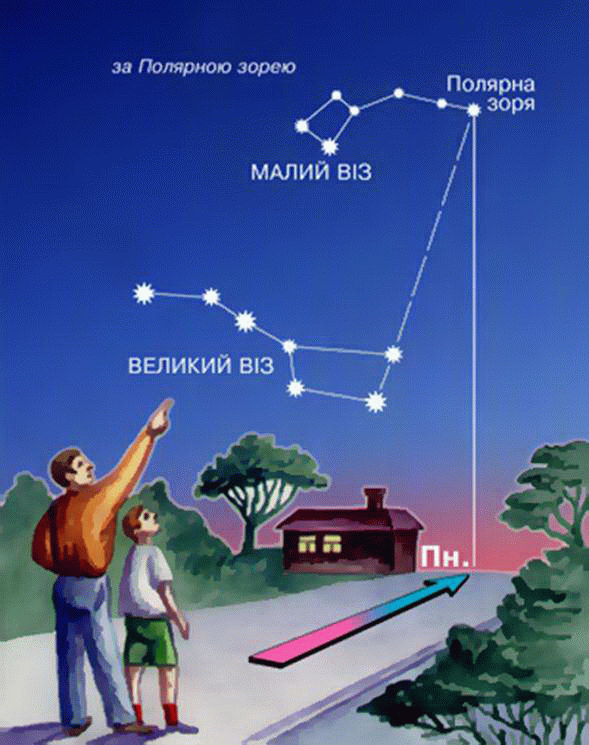 за Полярною зорею
Полярна
зоря
МАЛИЙ ВІЗ
ВЕЛИКИЙ ВІЗ
Пн.